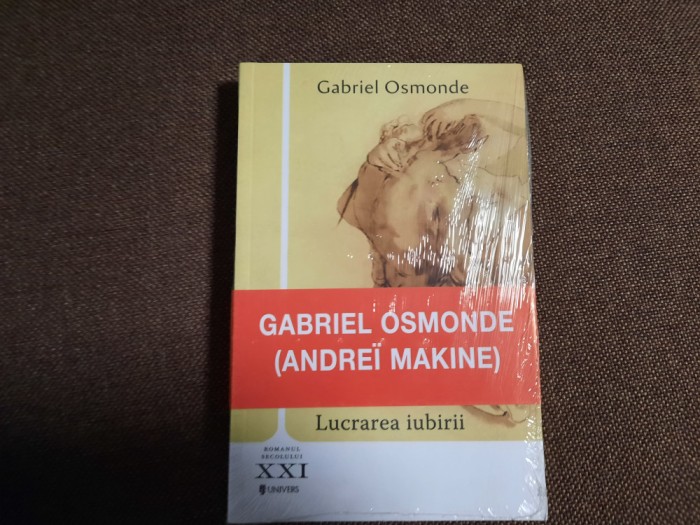 Gabriel Osmonde
GABRIEL OSMONDE
(ANDREÏ MAKINE)
Lucrarea iubirii
ROMANUL
SECOLULUI
XXI
UNIVERS